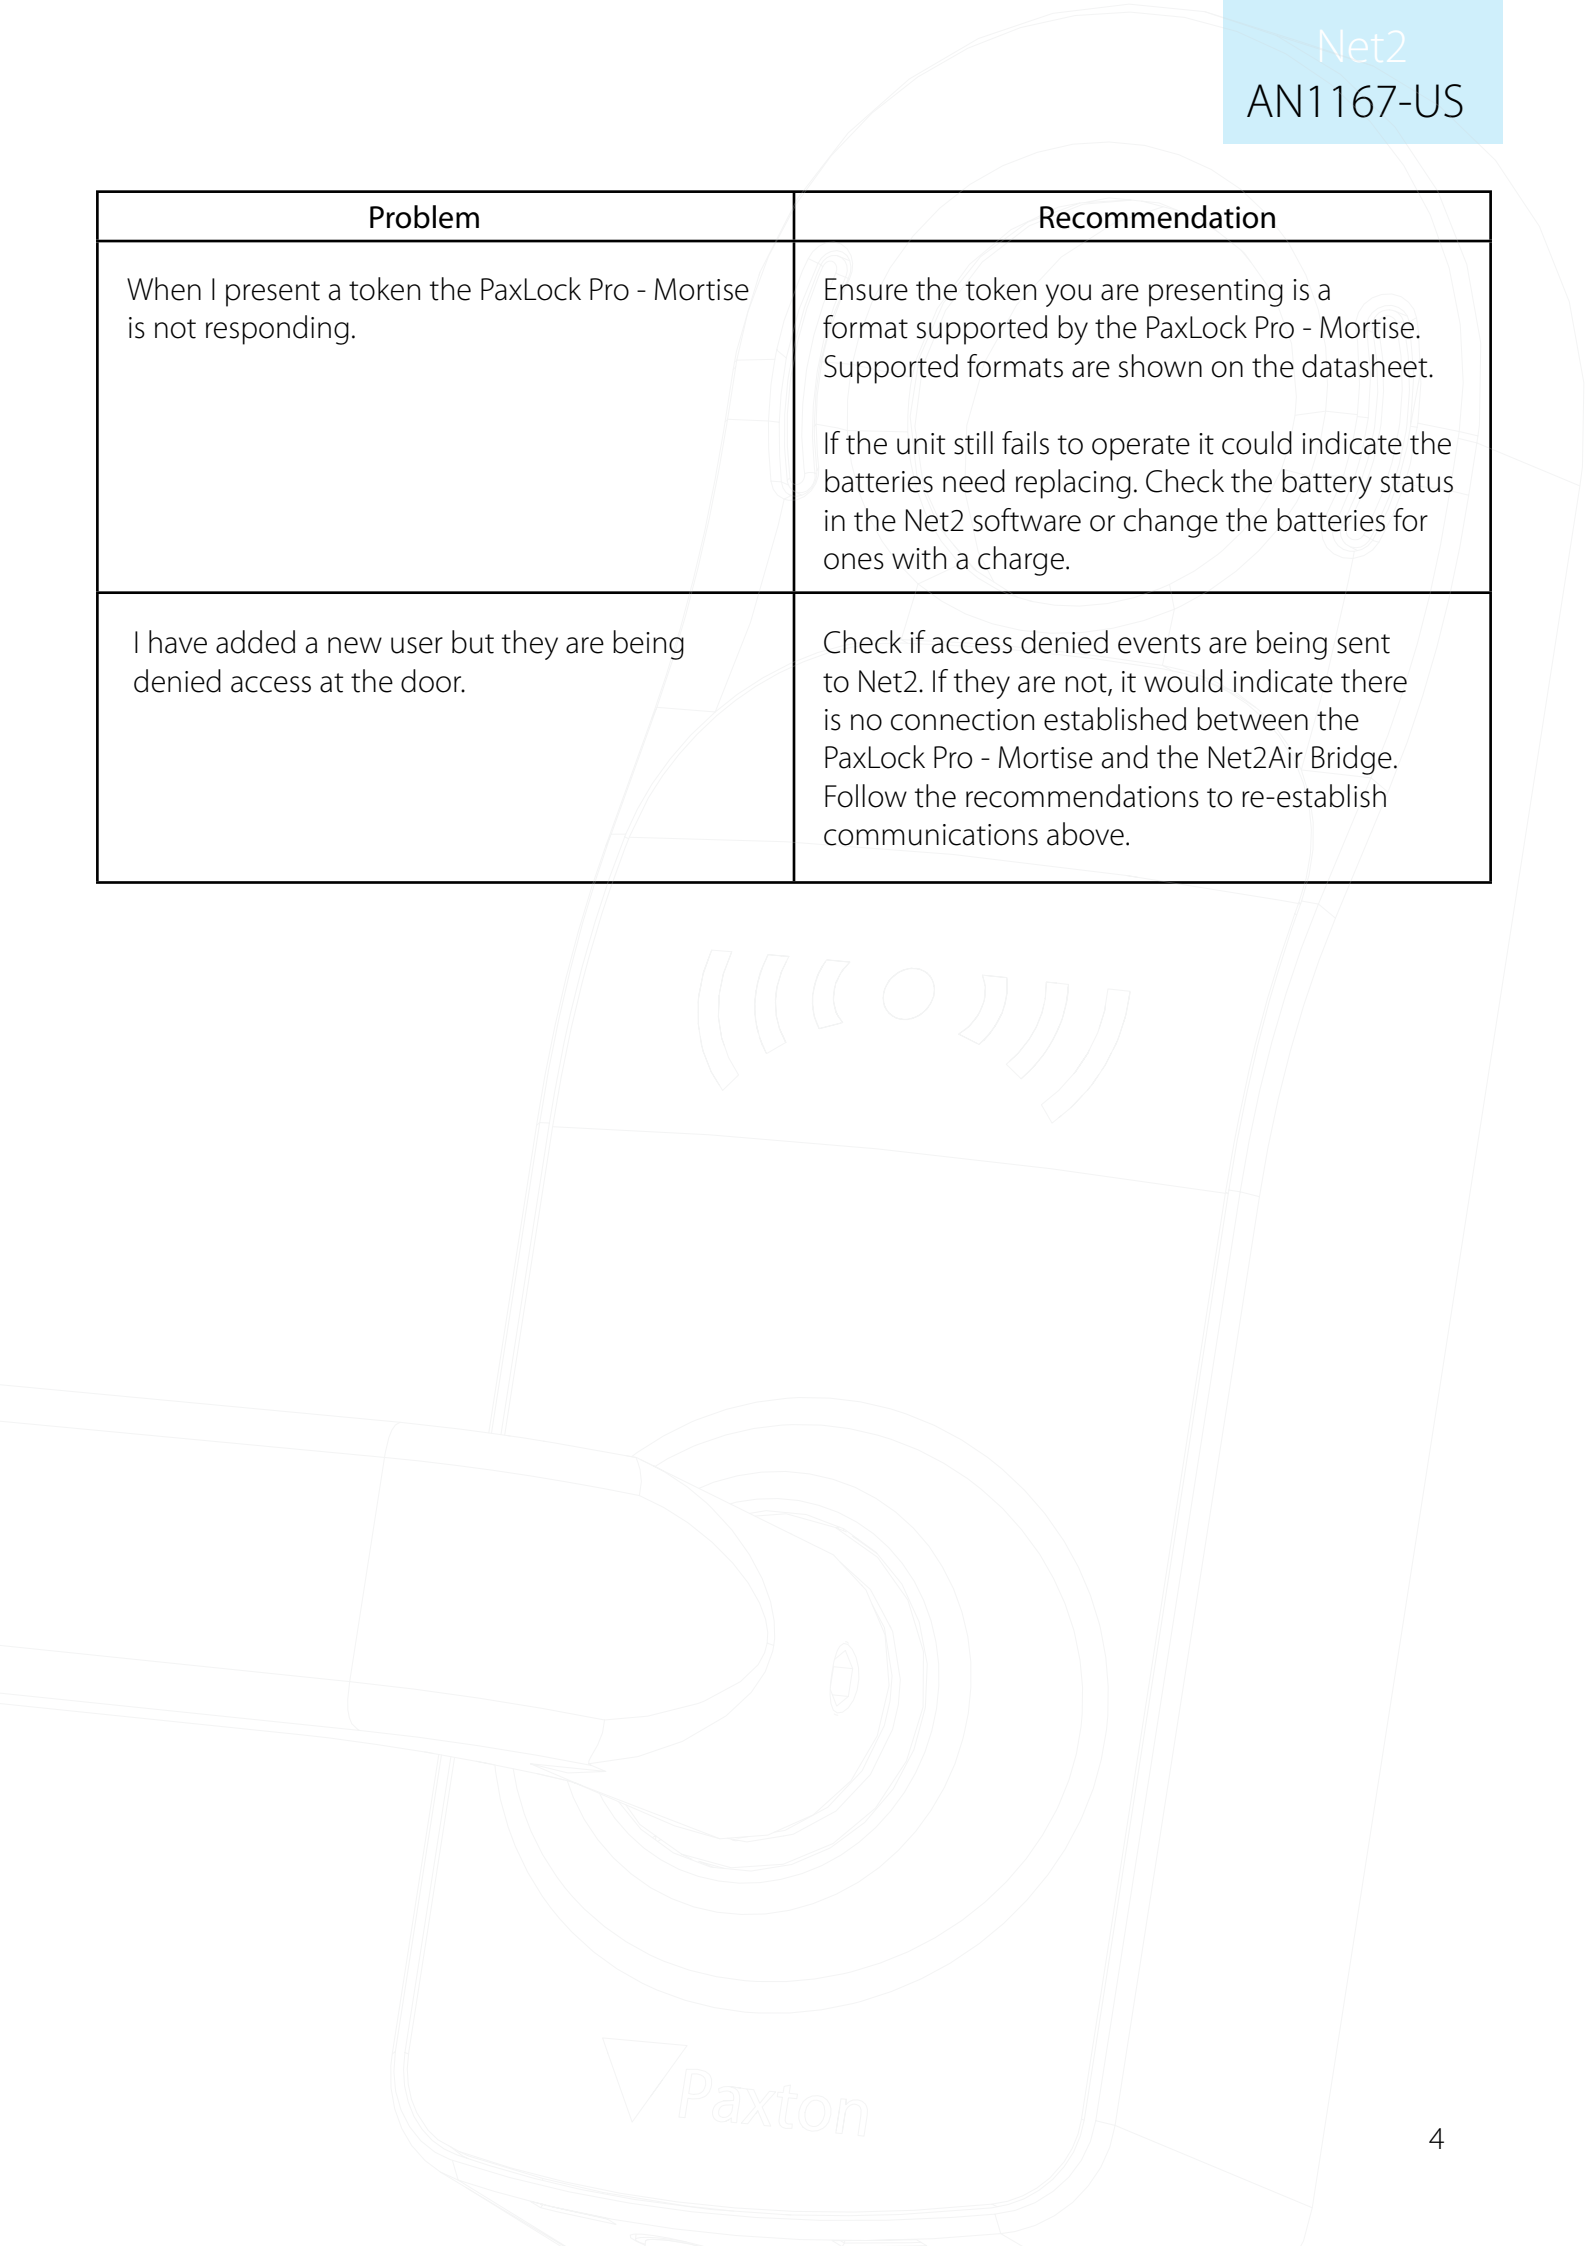 Net2
AN1167-US
Problem
Recommendation
When I present a token the PaxLock Pro - Mortise
is not responding.
Ensure the token you are presenting is a
format supported by the PaxLock Pro - Mortise.
Supported formats are shown on the datasheet.
If the unit still fails to operate it could indicate the
batteries need replacing. Check the battery status
in the Net2 software or change the batteries for
ones with a charge.
I have added a new user but they are being
denied access at the door.
Check if access denied events are being sent
to Net2. If they are not, it would indicate there
is no connection established between the
PaxLock Pro - Mortise and the Net2Air Bridge.
Follow the recommendations to re-establish
communications above.
Paxton
4